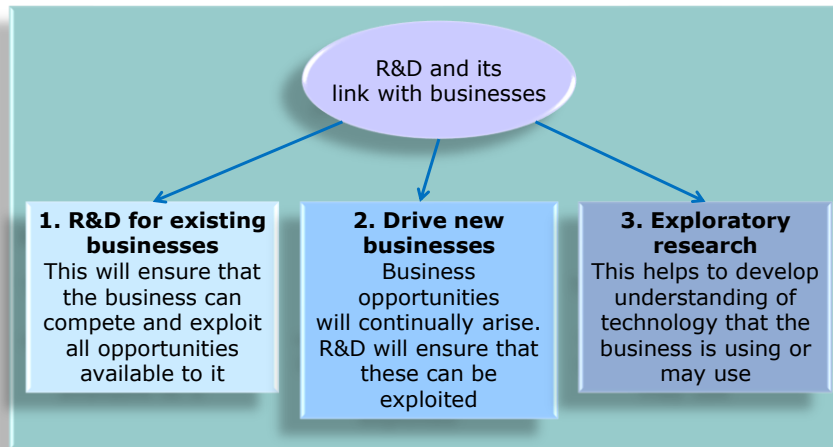 R&D and its
link with businesses
1. R&D for existing
businesses
This will ensure that
the business can
compete and exploit
all opportunities
available to it
2. Drive new
businesses
Business
opportunities
will continually arise.
R&D will ensure that
these can be
exploited
3. Exploratory
research
This helps to develop
understanding of
technology that the
business is using or
may use